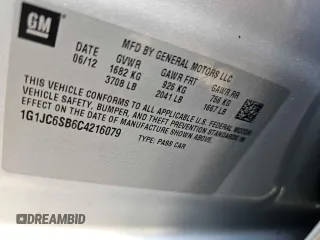 GM
MFD BY GENERAL MOTORS LLC
DATE GVWR GAWR FRT GAWR RR
06/12 1682 KG 926 KG 756 KG
3708 LB 2041 LB 1667 LB
THIS VEHICLE CONFORMS TO ALL APPLICABLE U.S. FEDERAL MOTOR
VEHICLE SAFETY, BUMPER, AND THEFT PREVENTION STANDARDS IN
EFFECT ON THE DATE OF MANUFACTURE SHOWN ABOVE.
1G1JC6SB6C4216079 TYPE: PASS CAR
DREAMBID